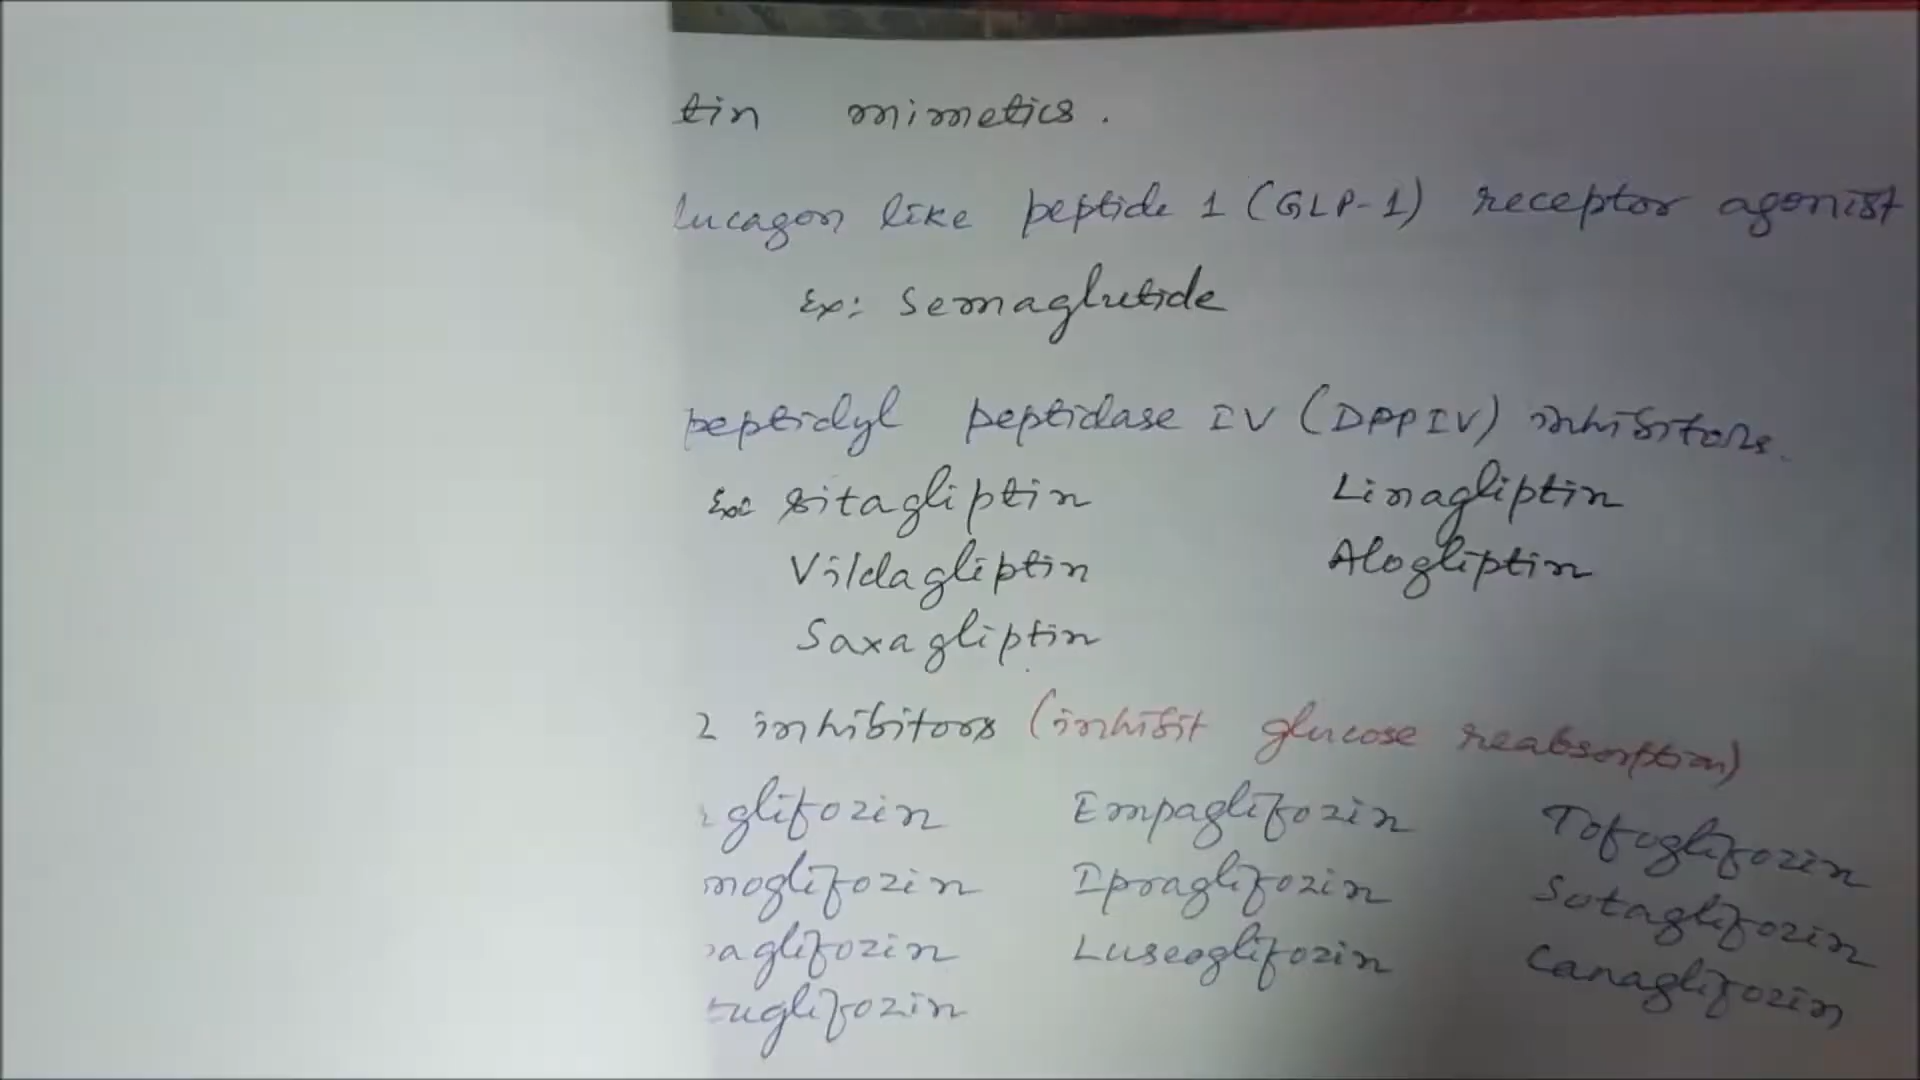 tin mimetics.
lucagon like peptide 1 (GLP-1) receptor agonist
Ex: Semaglutide
peptidyl peptidase IV (DPPIV) inhibitors.
Ex: Sitagliptin Linagliptin
Vildagliptin Alogliptin
Saxagliptin
2 inhibitors (inhibit glucose reabsorption)
glifozin Empaglifozin Tofoglifozin
moglifozin Ipraglifozin Sotaglifozin
aglifozin Luseoglifozin Canaglifozin
tuglifozin